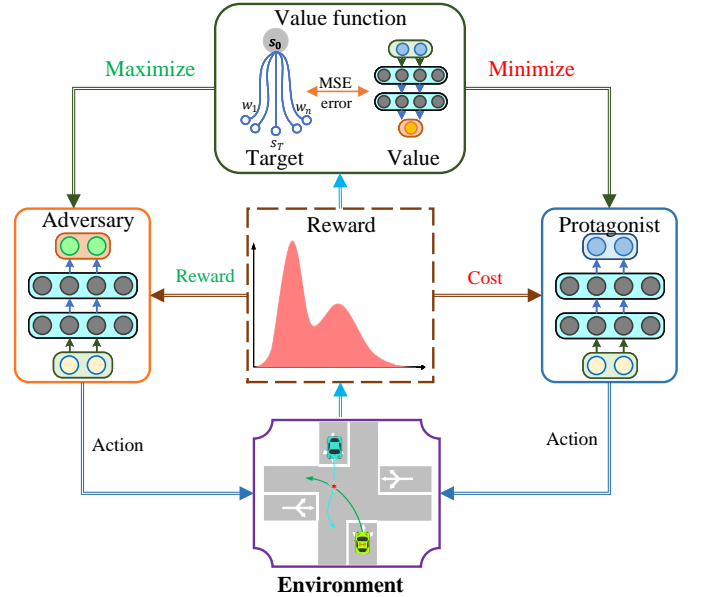 Value function
s₀
Maximize
Minimize
MSE
error
w₁
wₙ
s_T
Target
Value
Adversary
Reward
Protagonist
Reward
Cost
Action
Action
Environment